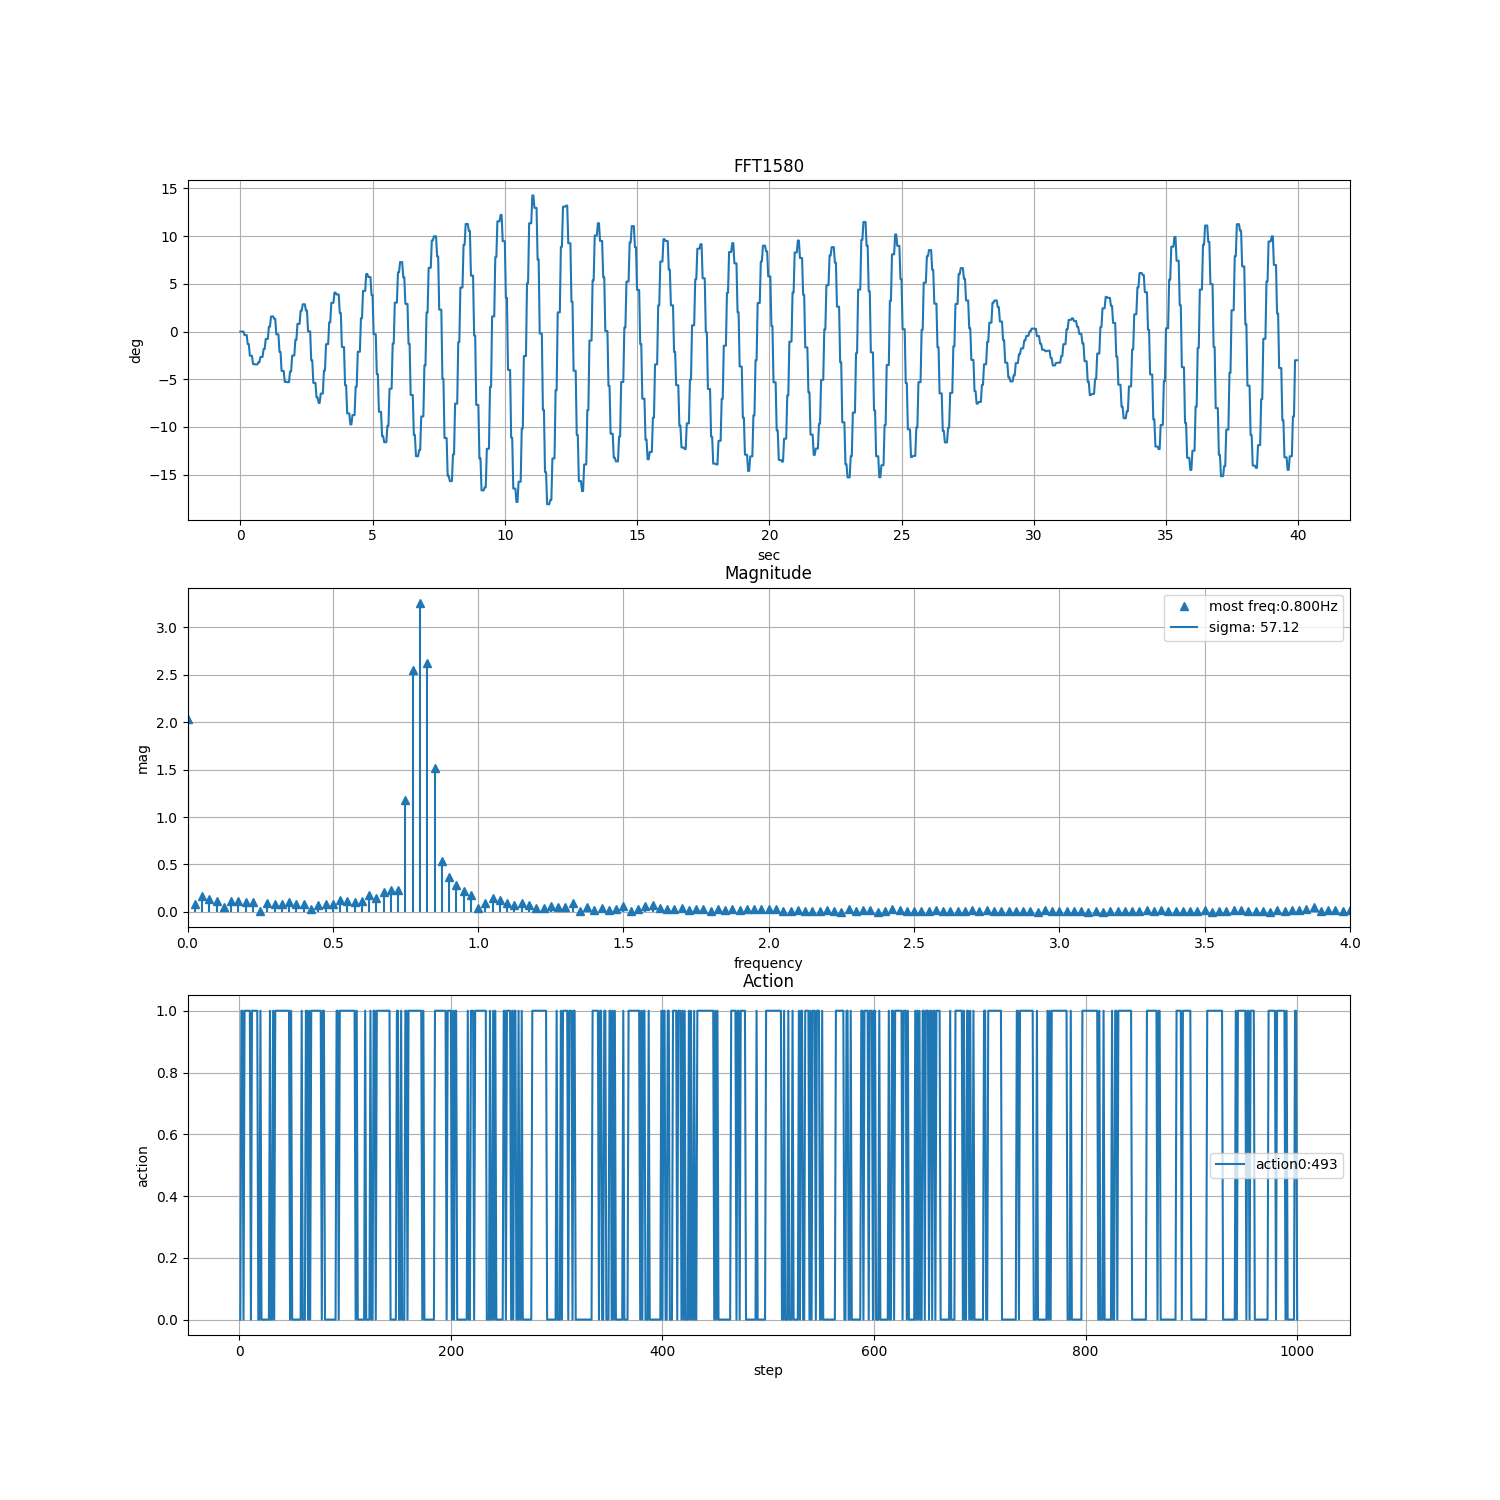 FFT1580
15
10
5
0
−5
−10
−15
deg
0 5 10 15 20 25 30 35 40
sec
Magnitude
most freq:0.800Hz
sigma: 57.12
3.0
2.5
2.0
1.5
1.0
0.5
0.0
mag
0.0 0.5 1.0 1.5 2.0 2.5 3.0 3.5 4.0
frequency
Action
1.0
0.8
0.6
0.4
0.2
0.0
action
action0:493
0 200 400 600 800 1000
step